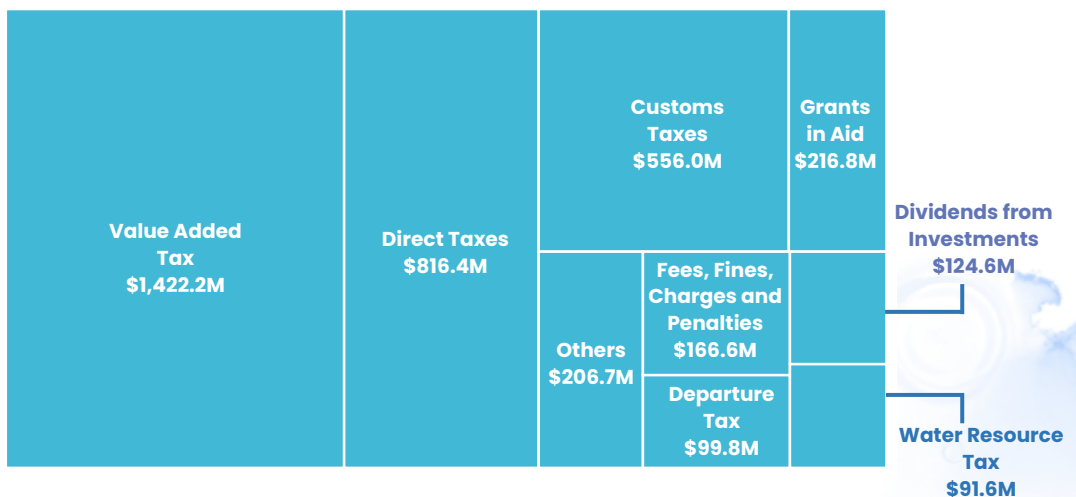 Value Added
Tax
$1,422.2M
Direct Taxes
$816.4M
Customs
Taxes
$556.0M
Grants
in Aid
$216.8M
Others
$206.7M
Fees, Fines,
Charges and
Penalties
$166.6M
Departure
Tax
$99.8M
Dividends from
Investments
$124.6M
Water Resource
Tax
$91.6M